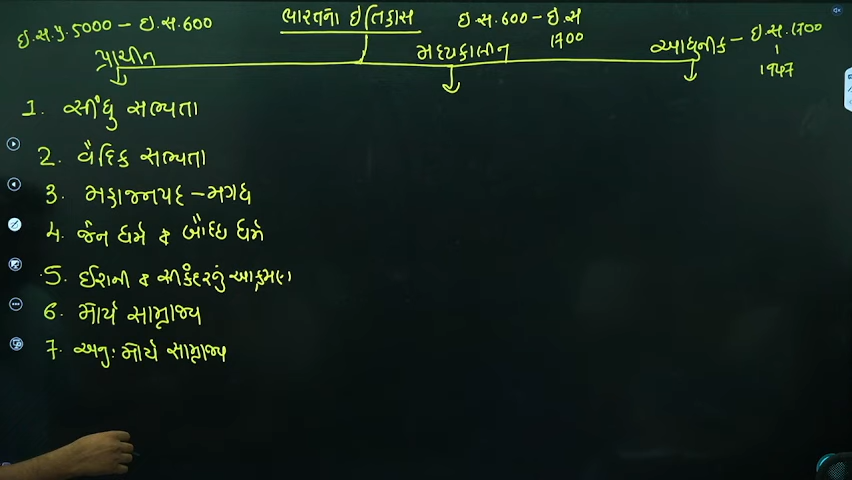 ભારતનો ઈતિહાસ
ઇ.સ.પૂ.5000 – ઇ.સ.600
પ્રાચીન
ઇ.સ.600 – ઇ.સ
1700
મધ્યકાલીન
આધુનીક – ઇ.સ.1700
1947
1. સીંધુ સભ્યતા
2. વૈદિક સભ્યતા
3. મહાજનપદ – મગધ
4. જૈન ધર્મ & બૌધ્ધ ધર્મ
5. ઈરાની & સીકંદરનું આક્રમણ
6. મૌર્ય સામ્રાજ્ય
7. અનુ: મૌર્ય સામ્રાજ્ય